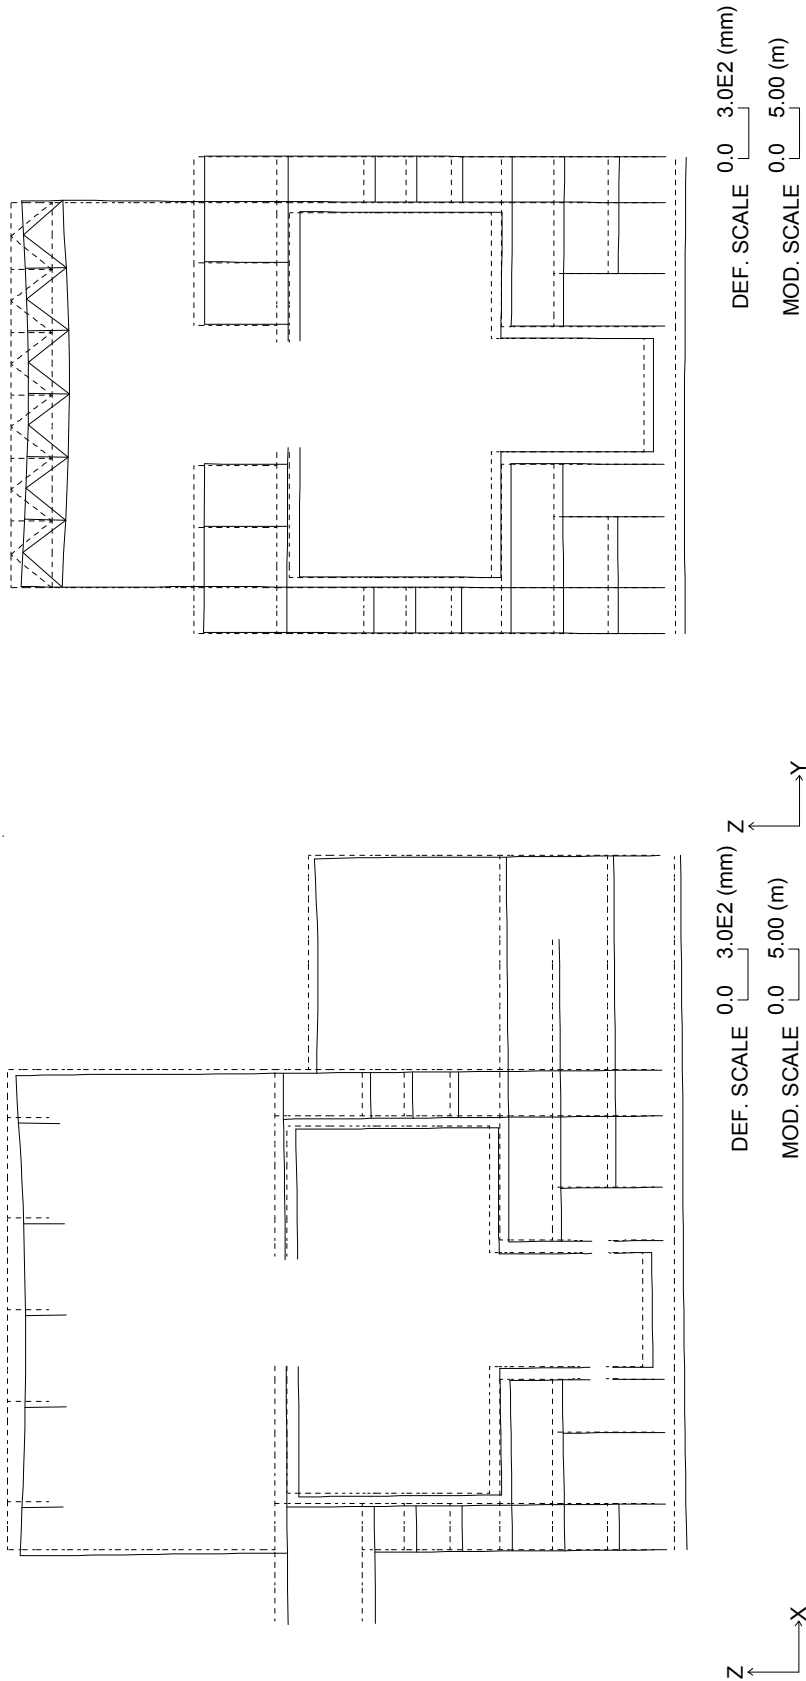 DEF. SCALE 0.0 3.0E2 (mm)
MOD. SCALE 0.0 5.00 (m)
Z
Y
DEF. SCALE 0.0 3.0E2 (mm)
MOD. SCALE 0.0 5.00 (m)
Z
X